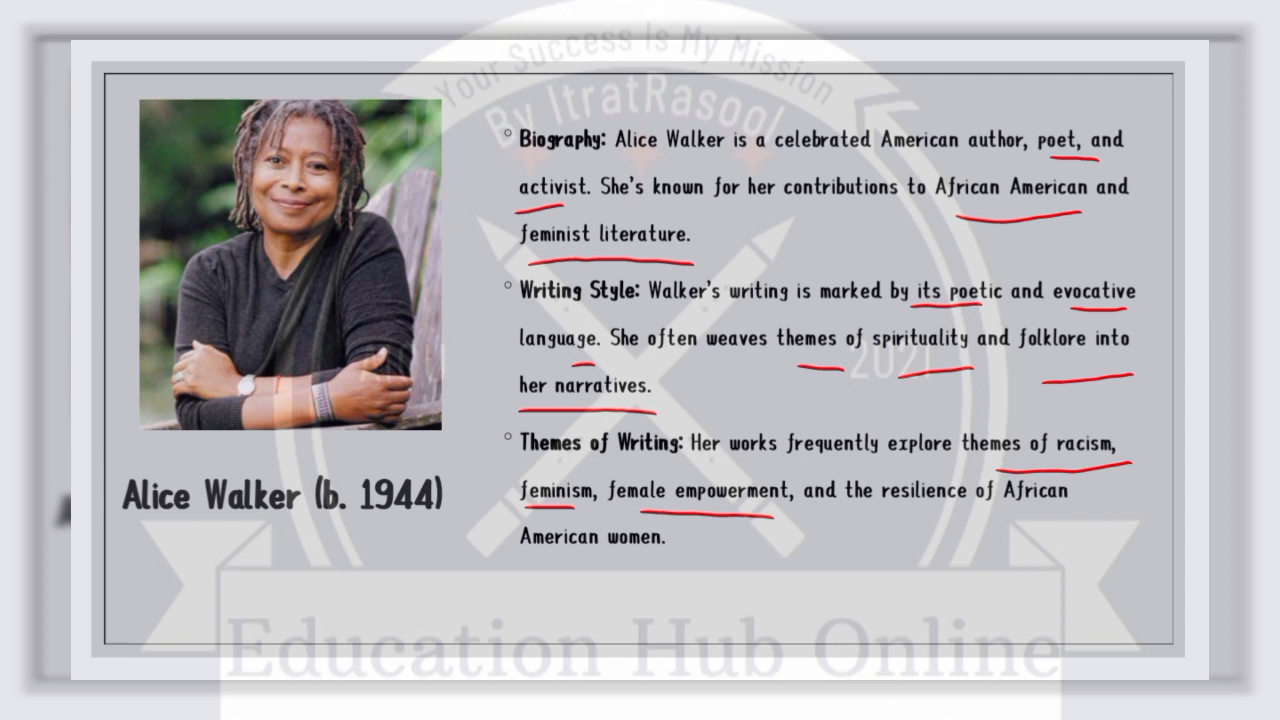 Your Success Is My Mission
By ItratRasool
Biography: Alice Walker is a celebrated American author, poet, and
activist. She's known for her contributions to African American and
feminist literature.
Writing Style: Walker's writing is marked by its poetic and evocative
language. She often weaves themes of spirituality and folklore into
2021
her narratives.
Themes of Writing: Her works frequently explore themes of racism,
feminism, female empowerment, and the resilience of African
American women.
Alice Walker (b. 1944)
Education Hub Online